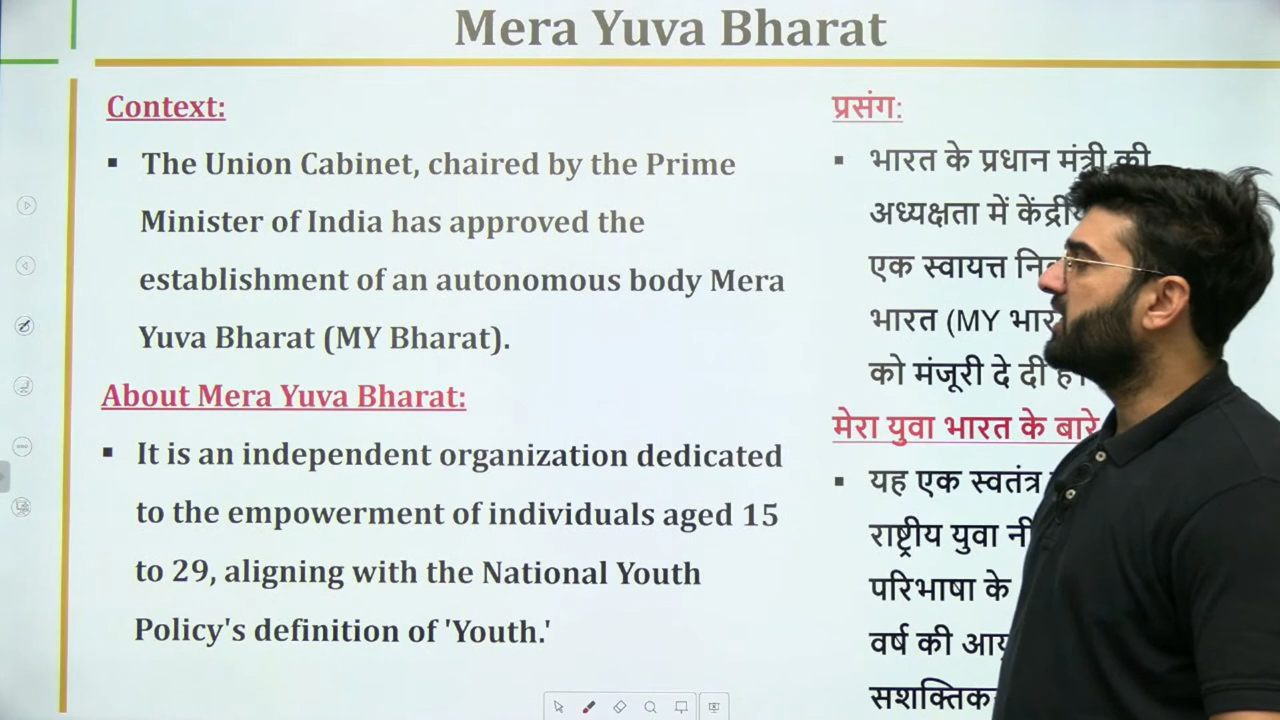 Mera Yuva Bharat
Context:
▪ The Union Cabinet, chaired by the Prime
Minister of India has approved the
establishment of an autonomous body Mera
Yuva Bharat (MY Bharat).
About Mera Yuva Bharat:
▪ It is an independent organization dedicated
to the empowerment of individuals aged 15
to 29, aligning with the National Youth
Policy's definition of 'Youth.'
प्रसंग:
▪ भारत के प्रधान मंत्री की
अध्यक्षता में
एक स्वायत्त
भारत (MY
को मंजूरी दे दी
मेरा युवा भारत के बारे
▪ यह एक स्वतंत्र
राष्ट्रीय युवा
परिभाषा के
वर्ष की